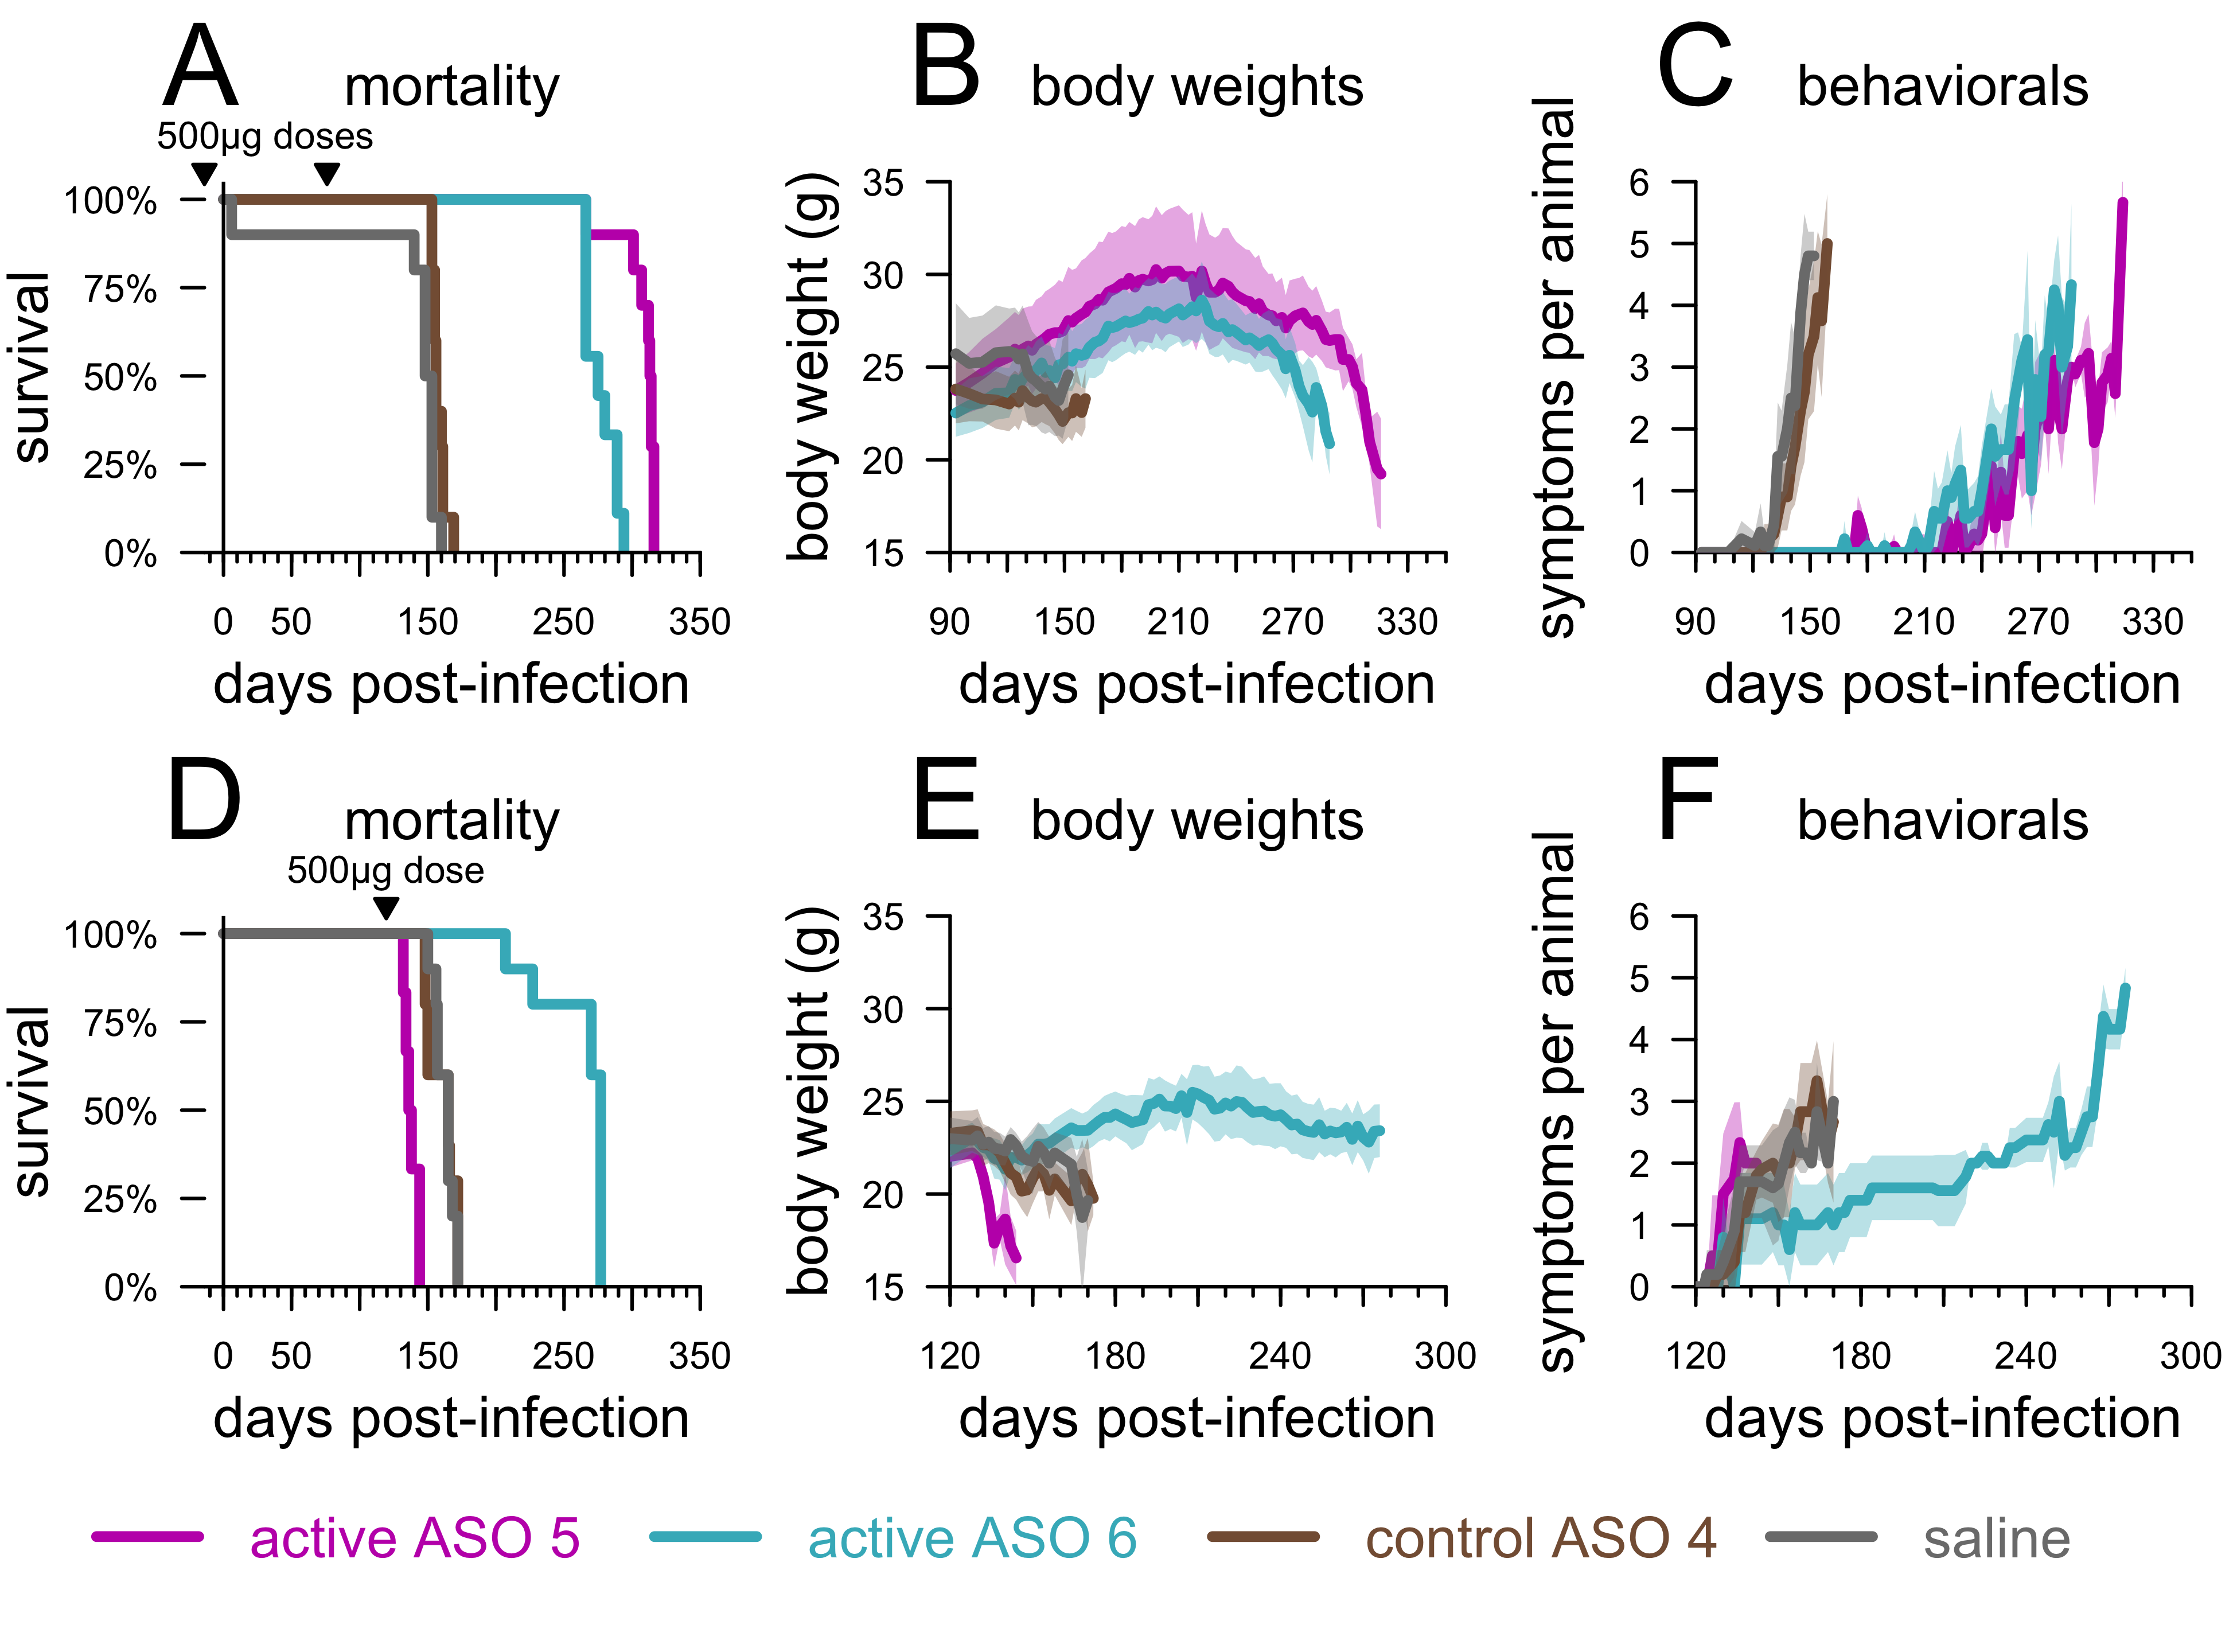 A mortality
500µg doses
survival
100%
75%
50%
25%
0%
0 50 150 250 350
days post-infection
B body weights
body weight (g)
35
30
25
20
15
90 150 210 270 330
days post-infection
C behaviorals
symptoms per animal
6
5
4
3
2
1
0
90 150 210 270 330
days post-infection
D mortality
500µg dose
survival
100%
75%
50%
25%
0%
0 50 150 250 350
days post-infection
E body weights
body weight (g)
35
30
25
20
15
120 180 240 300
days post-infection
F behaviorals
symptoms per animal
6
5
4
3
2
1
0
120 180 240 300
days post-infection
active ASO 5 active ASO 6 control ASO 4 saline